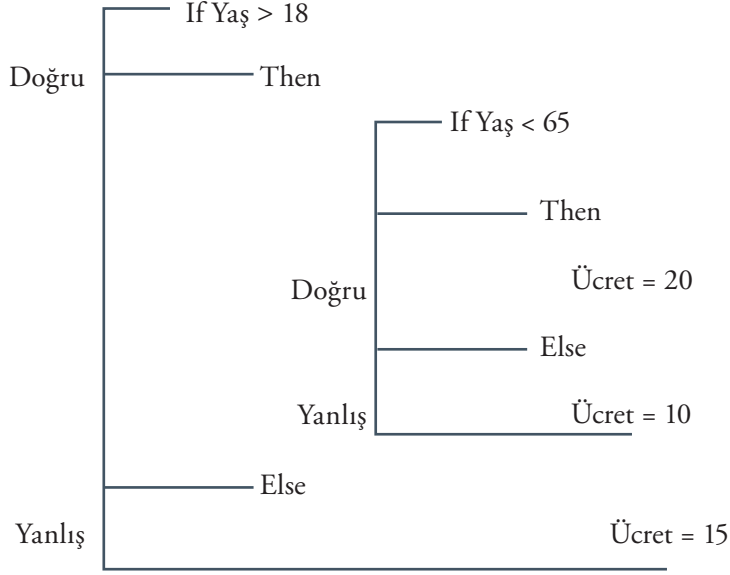 If Yaş > 18
Doğru Then
If Yaş < 65
Then
Ücret = 20
Doğru
Else
Yanlış Ücret = 10
Else
Yanlış Ücret = 15